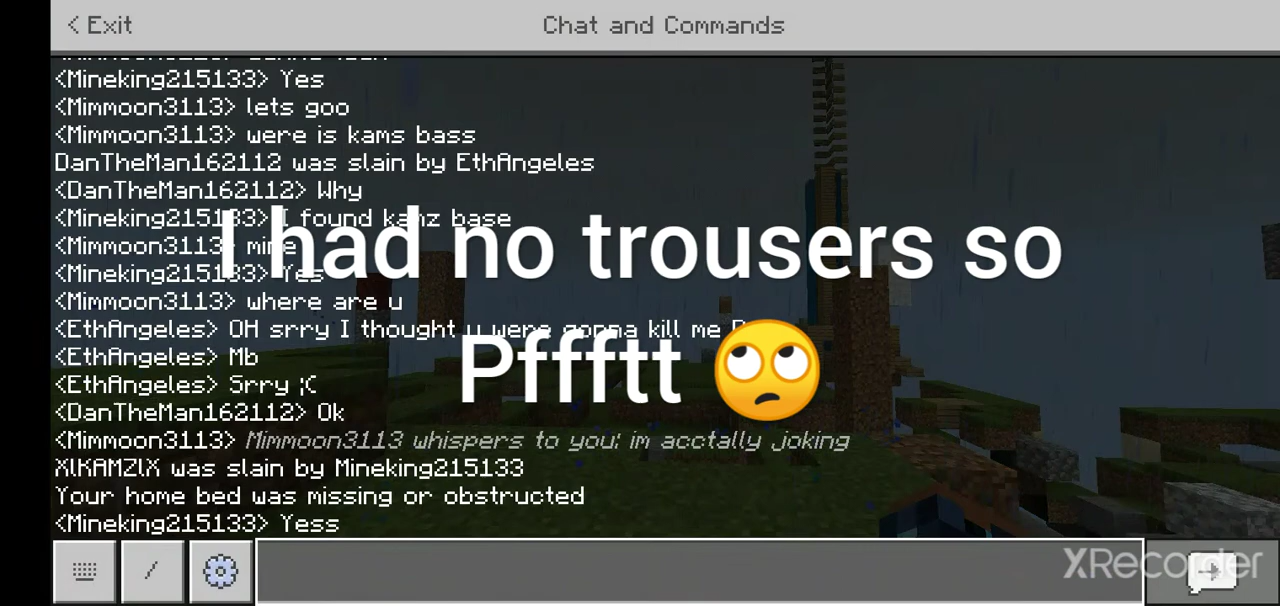 < Exit
Chat and Commands
<Mineking215133> Yes
<Mimmoon3113> lets goo
<Mimmoon3113> were is kams bass
DanTheMan162112 was slain by EthAngeles
<DanTheMan162112> Why
<Mineking215133> I found kamz base
<Mimmoon3113> mine
<Mineking215133> Yes
<Mimmoon3113> where are u
<EthAngeles> OH srry I thought u were gonna kill me
<EthAngeles> Mb
<EthAngeles> Srry ;C
<DanTheMan162112> Ok
<Mimmoon3113> Mimmoon3113 whispers to you: im acctally joking
XlKAMZlX was slain by Mineking215133
Your home bed was missing or obstructed
<Mineking215133> Yess
I had no trousers so
Pfffftt 🙄
/
XRecorder